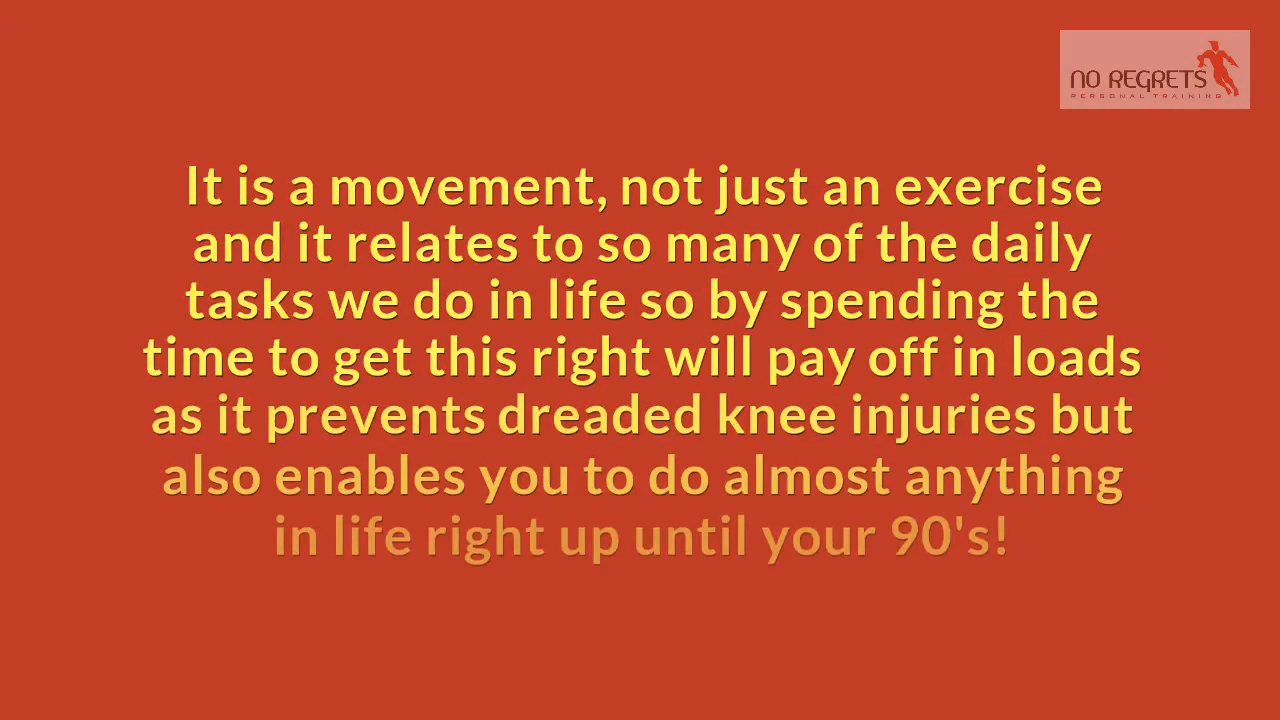 NO REGRETS
PERSONAL TRAINING
It is a movement, not just an exercise
and it relates to so many of the daily
tasks we do in life so by spending the
time to get this right will pay off in loads
as it prevents dreaded knee injuries but
also enables you to do almost anything
in life right up until your 90's!